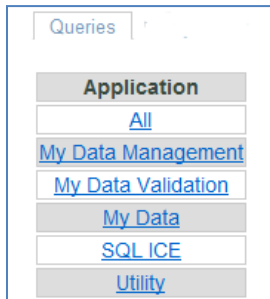 Queries
Application
All
My Data Management
My Data Validation
My Data
SQL ICE
Utility